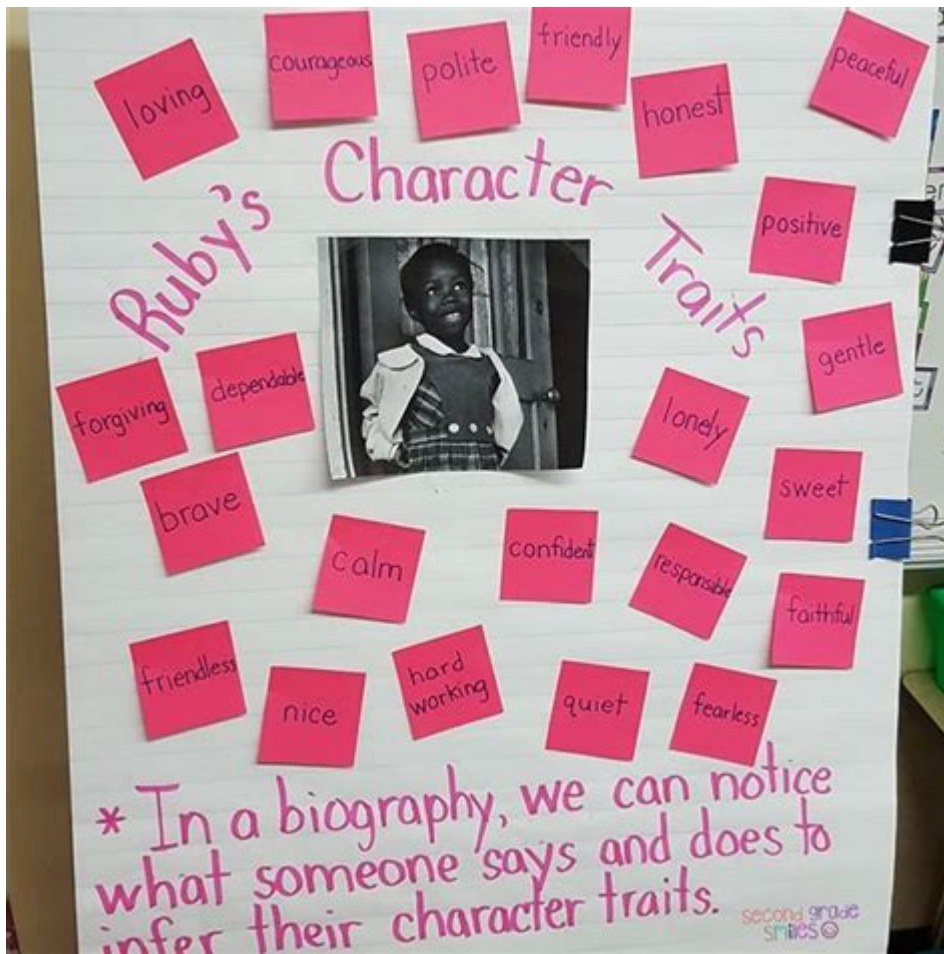 loving
courageous
polite
friendly
honest
peaceful
Ruby's Character Traits
positive
gentle
forgiving
dependable
lonely
brave
sweet
calm
confident
responsible
faithful
friendless
nice
hard
working
quiet
fearless
* In a biography, we can notice
what someone says and does to
infer their character traits.
second grade
smiles